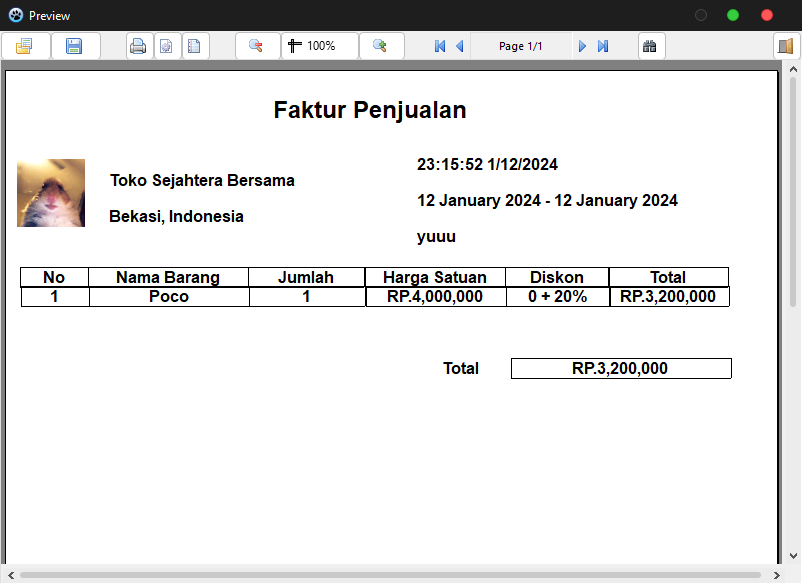 Preview
100%
Page 1/1
Faktur Penjualan
Toko Sejahtera Bersama
Bekasi, Indonesia
23:15:52 1/12/2024
12 January 2024 - 12 January 2024
yuuu
No Nama Barang Jumlah Harga Satuan Diskon Total
1 Poco 1 RP.4,000,000 0 + 20% RP.3,200,000
Total RP.3,200,000